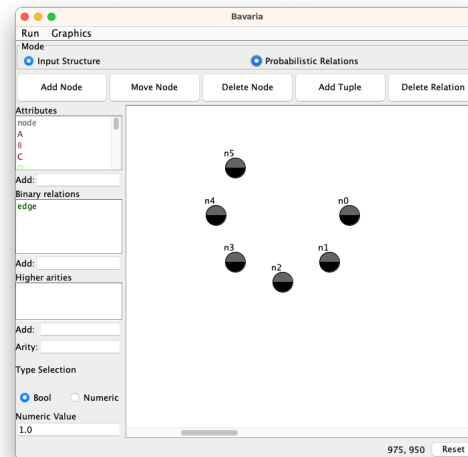 Bavaria
Run Graphics
Mode
Input Structure Probabilistic Relations
Add Node Move Node Delete Node Add Tuple Delete Relation
Attributes
node
A
B
C
D
Add:
Binary relations
edge
Add:
Higher arities
Add:
Arity:
Type Selection
Bool Numeric
Numeric Value
1.0
n5
n4 n0
n3 n1
n2
975, 950 Reset